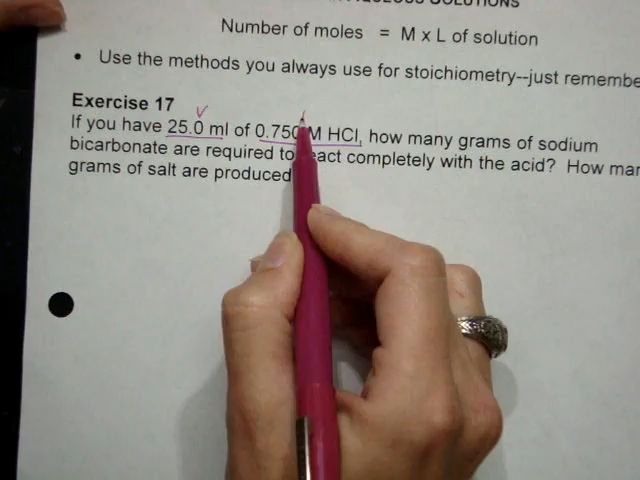 SOLUTIONS
Number of moles = M x L of solution
• Use the methods you always use for stoichiometry--just
Exercise 17
V
If you have 25.0 ml of 0.750 M HCl, how many grams of sodium
bicarbonate are required to react completely with the acid? How
grams of salt are produced